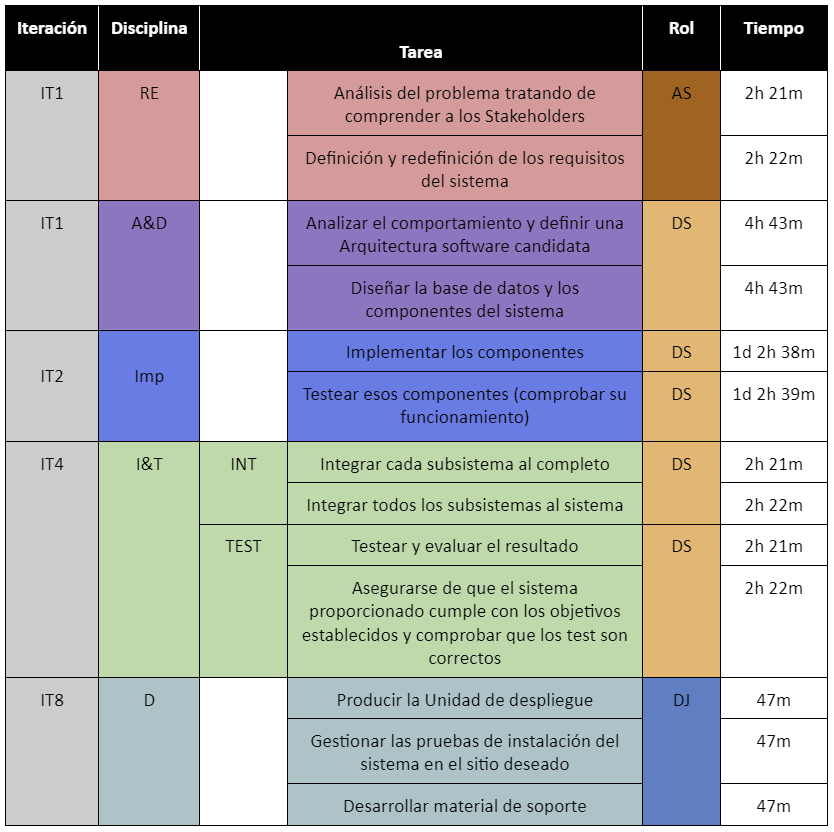 Iteración Disciplina Tarea Rol Tiempo
IT1 RE Análisis del problema tratando de AS 2h 21m
comprender a los Stakeholders
Definición y redefinición de los requisitos 2h 22m
del sistema
IT1 A&D Analizar el comportamiento y definir una DS 4h 43m
Arquitectura software candidata
Diseñar la base de datos y los 4h 43m
componentes del sistema
IT2 Imp Implementar los componentes DS 1d 2h 38m
Testear esos componentes (comprobar su DS 1d 2h 39m
funcionamiento)
IT4 I&T INT Integrar cada subsistema al completo DS 2h 21m
Integrar todos los subsistemas al sistema 2h 22m
TEST Testear y evaluar el resultado DS 2h 21m
Asegurarse de que el sistema 2h 22m
proporcionado cumple con los objetivos
establecidos y comprobar que los test son
correctos
IT8 D Producir la Unidad de despliegue DJ 47m
Gestionar las pruebas de instalación del 47m
sistema en el sitio deseado
Desarrollar material de soporte 47m